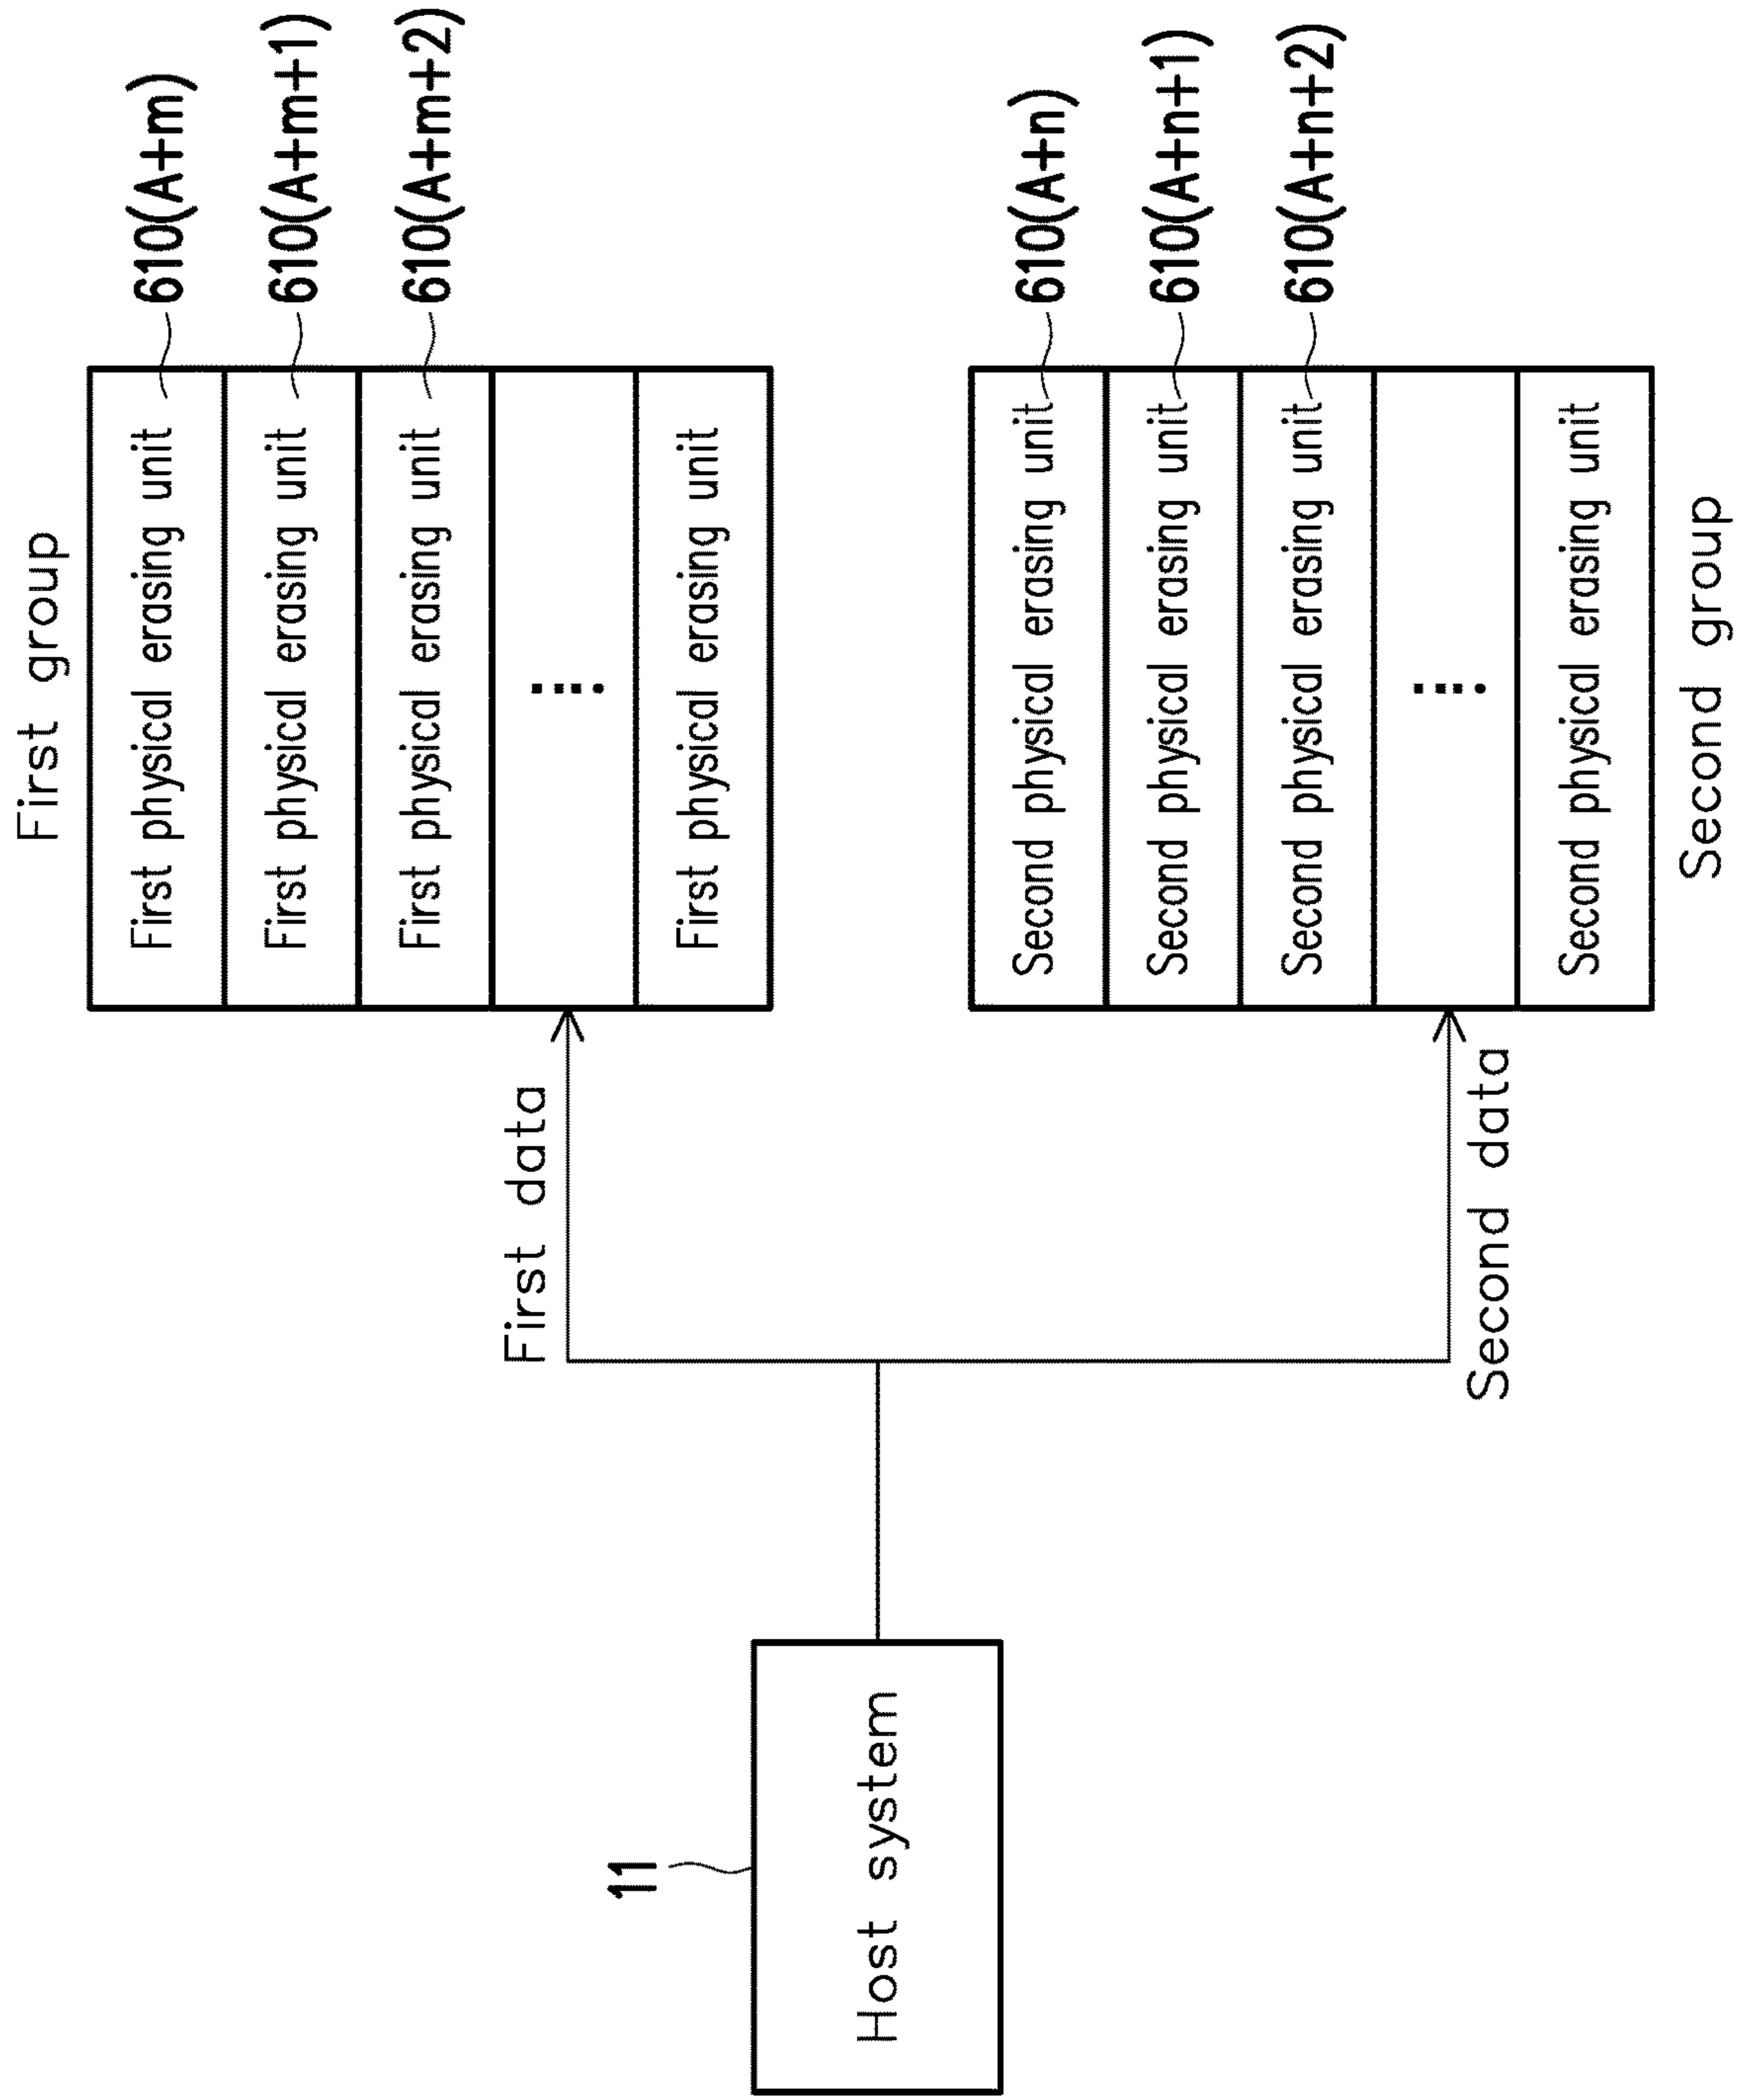 First group
First physical erasing unit
610(A+m)
First physical erasing unit
610(A+m+1)
First physical erasing unit
610(A+m+2)
⋮
First physical erasing unit
First data
11
Host system
Second data
Second physical erasing unit
610(A+n)
Second physical erasing unit
610(A+n+1)
Second physical erasing unit
610(A+n+2)
⋮
Second physical erasing unit
Second group